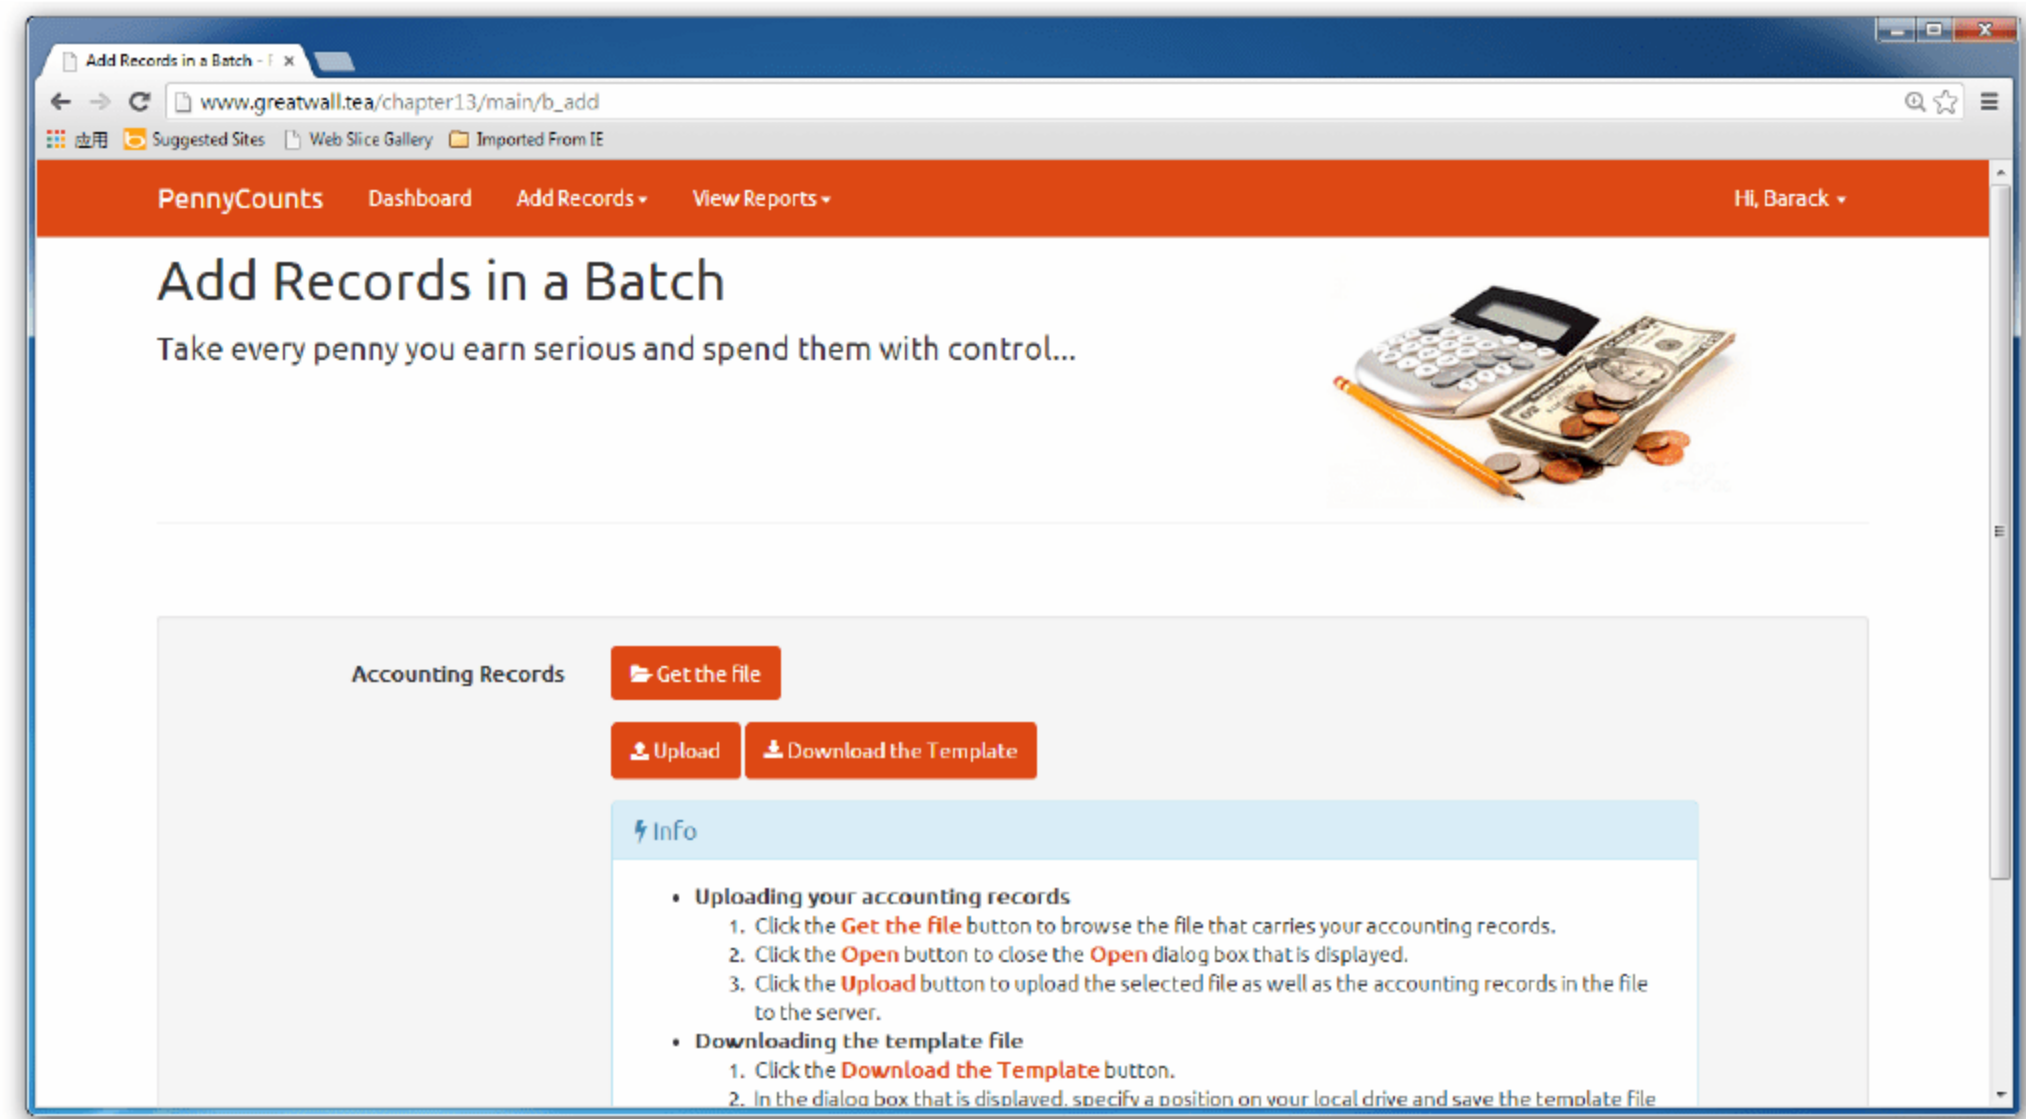 Add Records in a Batch -
www.greatwall.tea/chapter13/main/b_add
应用 Suggested Sites Web Slice Gallery Imported From IE
PennyCounts Dashboard Add Records View Reports Hi, Barack
Add Records in a Batch
Take every penny you earn serious and spend them with control...
Accounting Records Get the file
Upload Download the Template
Info
• Uploading your accounting records
1. Click the Get the file button to browse the file that carries your accounting records.
2. Click the Open button to close the Open dialog box that is displayed.
3. Click the Upload button to upload the selected file as well as the accounting records in the file
to the server.
• Downloading the template file
1. Click the Download the Template button.
2. In the dialog box that is displayed, specify a position on your local drive and save the template file